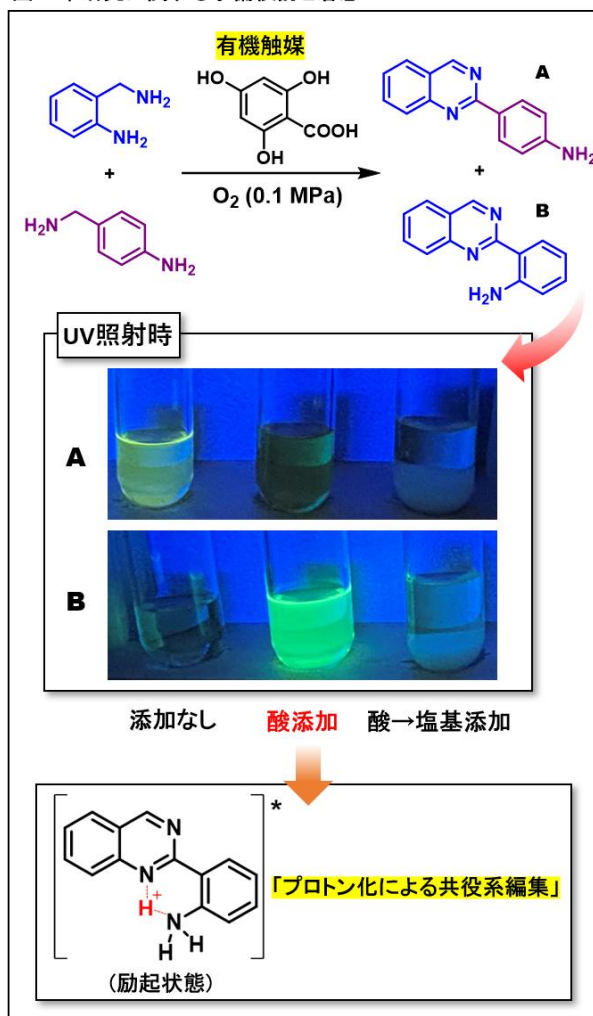 有機触媒
HO
OH
COOH
OH
O2 (0.1 MPa)
NH2
NH2
+
H2N
NH2
N
N
A
NH2
+
B
N
N
H2N
UV照射時
A
B
添加なし
酸添加
酸→塩基添加
*
N
N
H+
N
H
H
(励起状態)
「プロトン化による共役系編集」